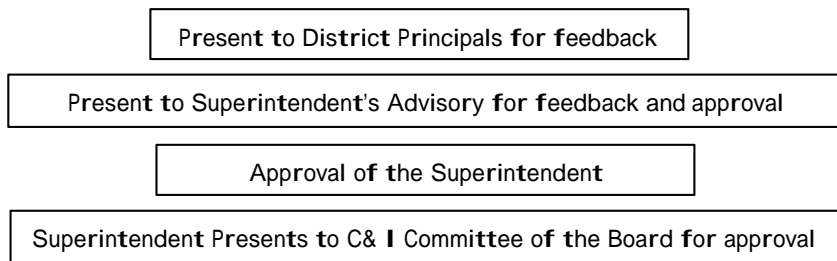 Present to District Principals for feedback
Present to Superintendent's Advisory for feedback and approval
Approval of the Superintendent
Superintendent Presents to C& I Committee of the Board for approval